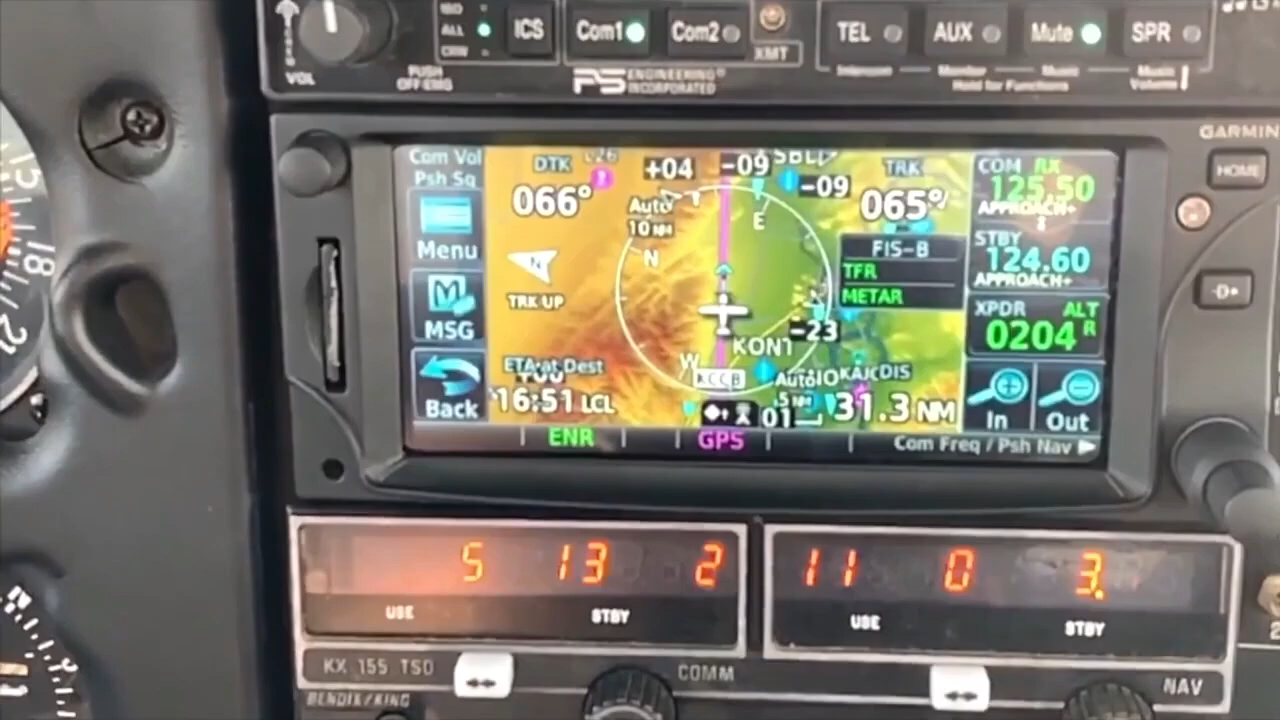 ISO
ALL
CRW
ICS
Com1
Com2
XMT
TEL
AUX
Mute
SPR
VOL
PUSH
OFF/EMG
PS ENGINEERING
INCORPORATED
Intercom
Monitor
Music
Hold for Functions
Music
Volume
GARMIN
HOME
Com Vol
Psh Sq
Menu
MSG
Back
DTK
066°
+04
-09
-09
TRK
065°
Auto
10 NM
N
E
W
N
TRK UP
FIS-B
TFR
METAR
-23
KONT
KCCB
ETA at Dest
16:51 LCL
Auto
5 NM
01
31.3 NM
COM RX
125.50
APPROACH+
STBY
124.60
APPROACH+
XPDR ALT
0204 R
In
Out
ENR
GPS
Com Freq / Psh Nav
D
15
18
21
5 13 2
USE STBY
11 0 3.
USE STBY
KX 155 TSO
COMM
NAV
BENDIX/KING